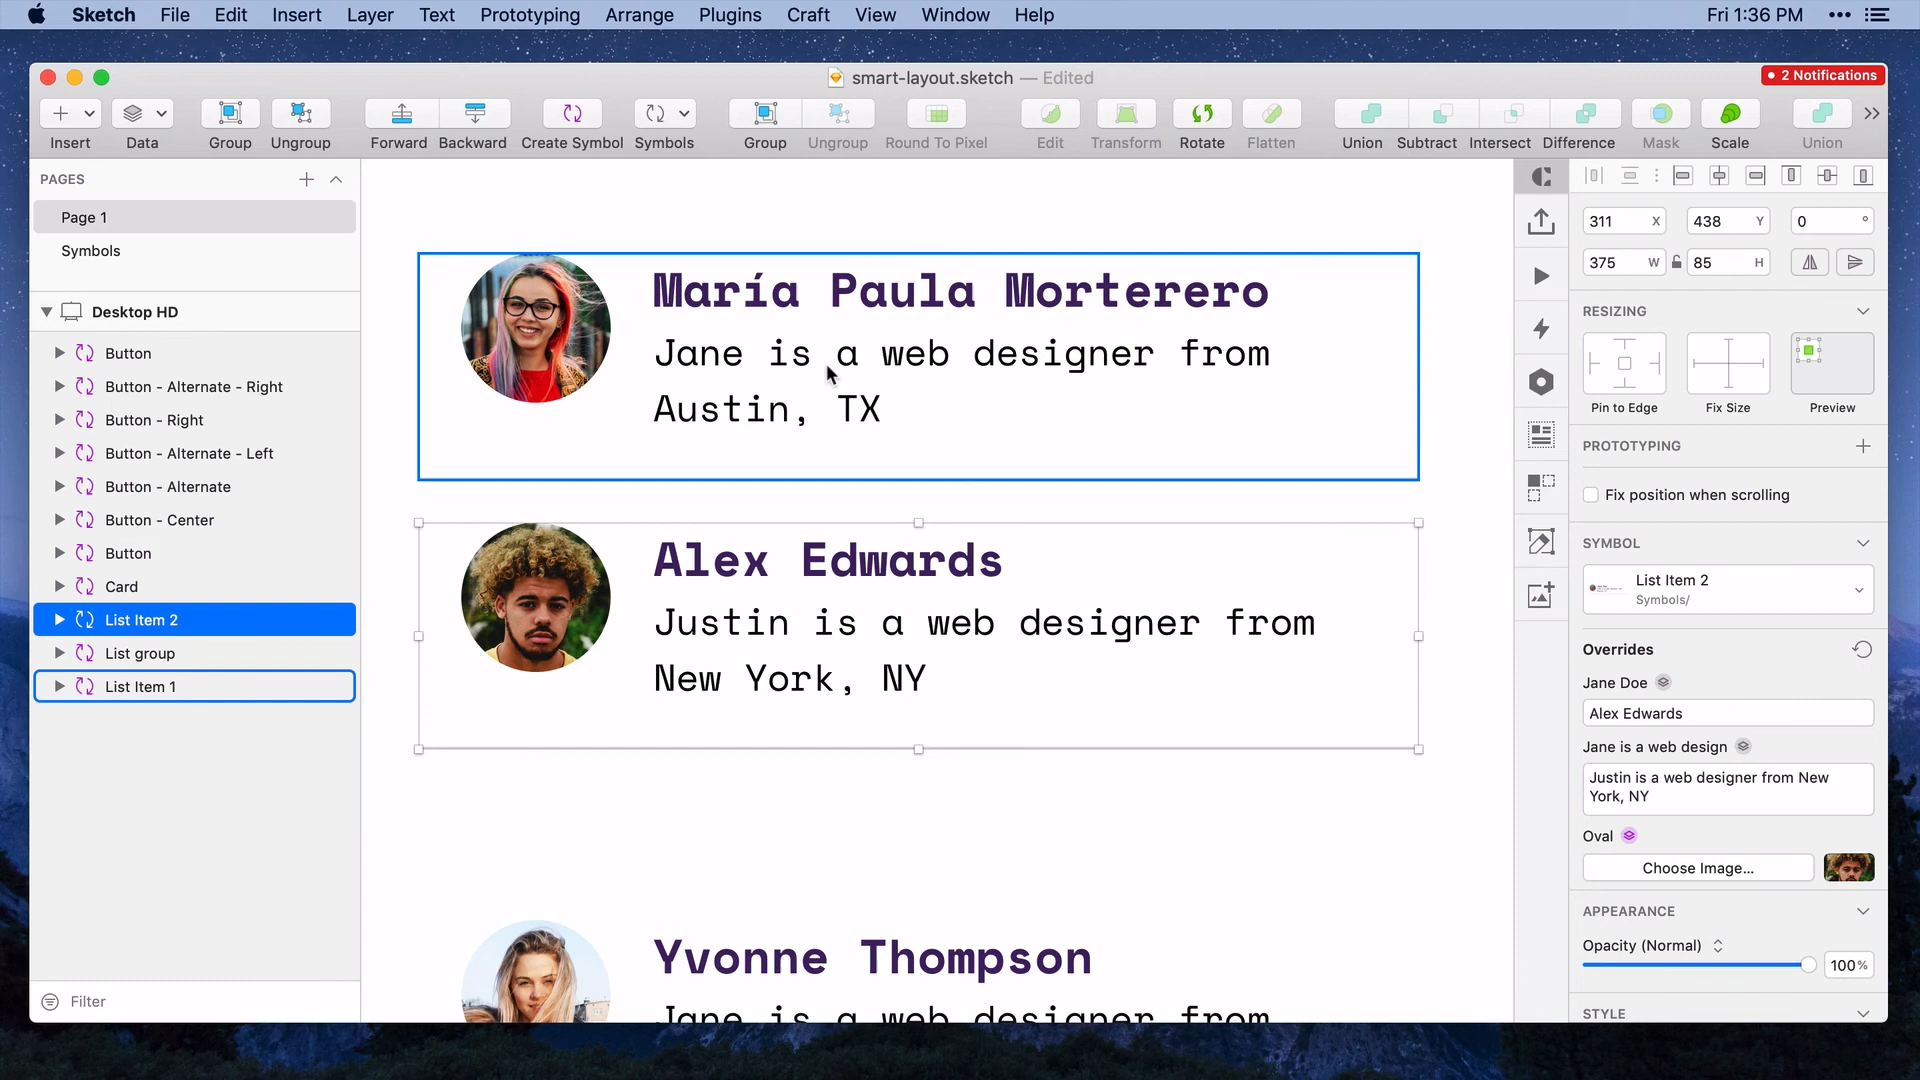 Sketch File Edit Insert Layer Text Prototyping Arrange Plugins Craft View Window Help Fri 1:36 PM
smart-layout.sketch — Edited
2 Notifications
Insert Data Group Ungroup Forward Backward Create Symbol Symbols Group Ungroup Round To Pixel Edit Transform Rotate Flatten Union Subtract Intersect Difference Mask Scale Union
PAGES
Page 1
Symbols
Desktop HD
Button
Button - Alternate - Right
Button - Right
Button - Alternate - Left
Button - Alternate
Button - Center
Button
Card
List Item 2
List group
List Item 1
Filter
María Paula Morterero
Jane is a web designer from
Austin, TX
Alex Edwards
Justin is a web designer from
New York, NY
Yvonne Thompson
Jane is a web designer from
311 X 438 Y 0 °
375 W 85 H
RESIZING
Pin to Edge Fix Size Preview
PROTOTYPING
Fix position when scrolling
SYMBOL
List Item 2
Symbols/
Overrides
Jane Doe
Alex Edwards
Jane is a web design
Justin is a web designer from New
York, NY
Oval
Choose Image...
APPEARANCE
Opacity (Normal)
100%
STYLE